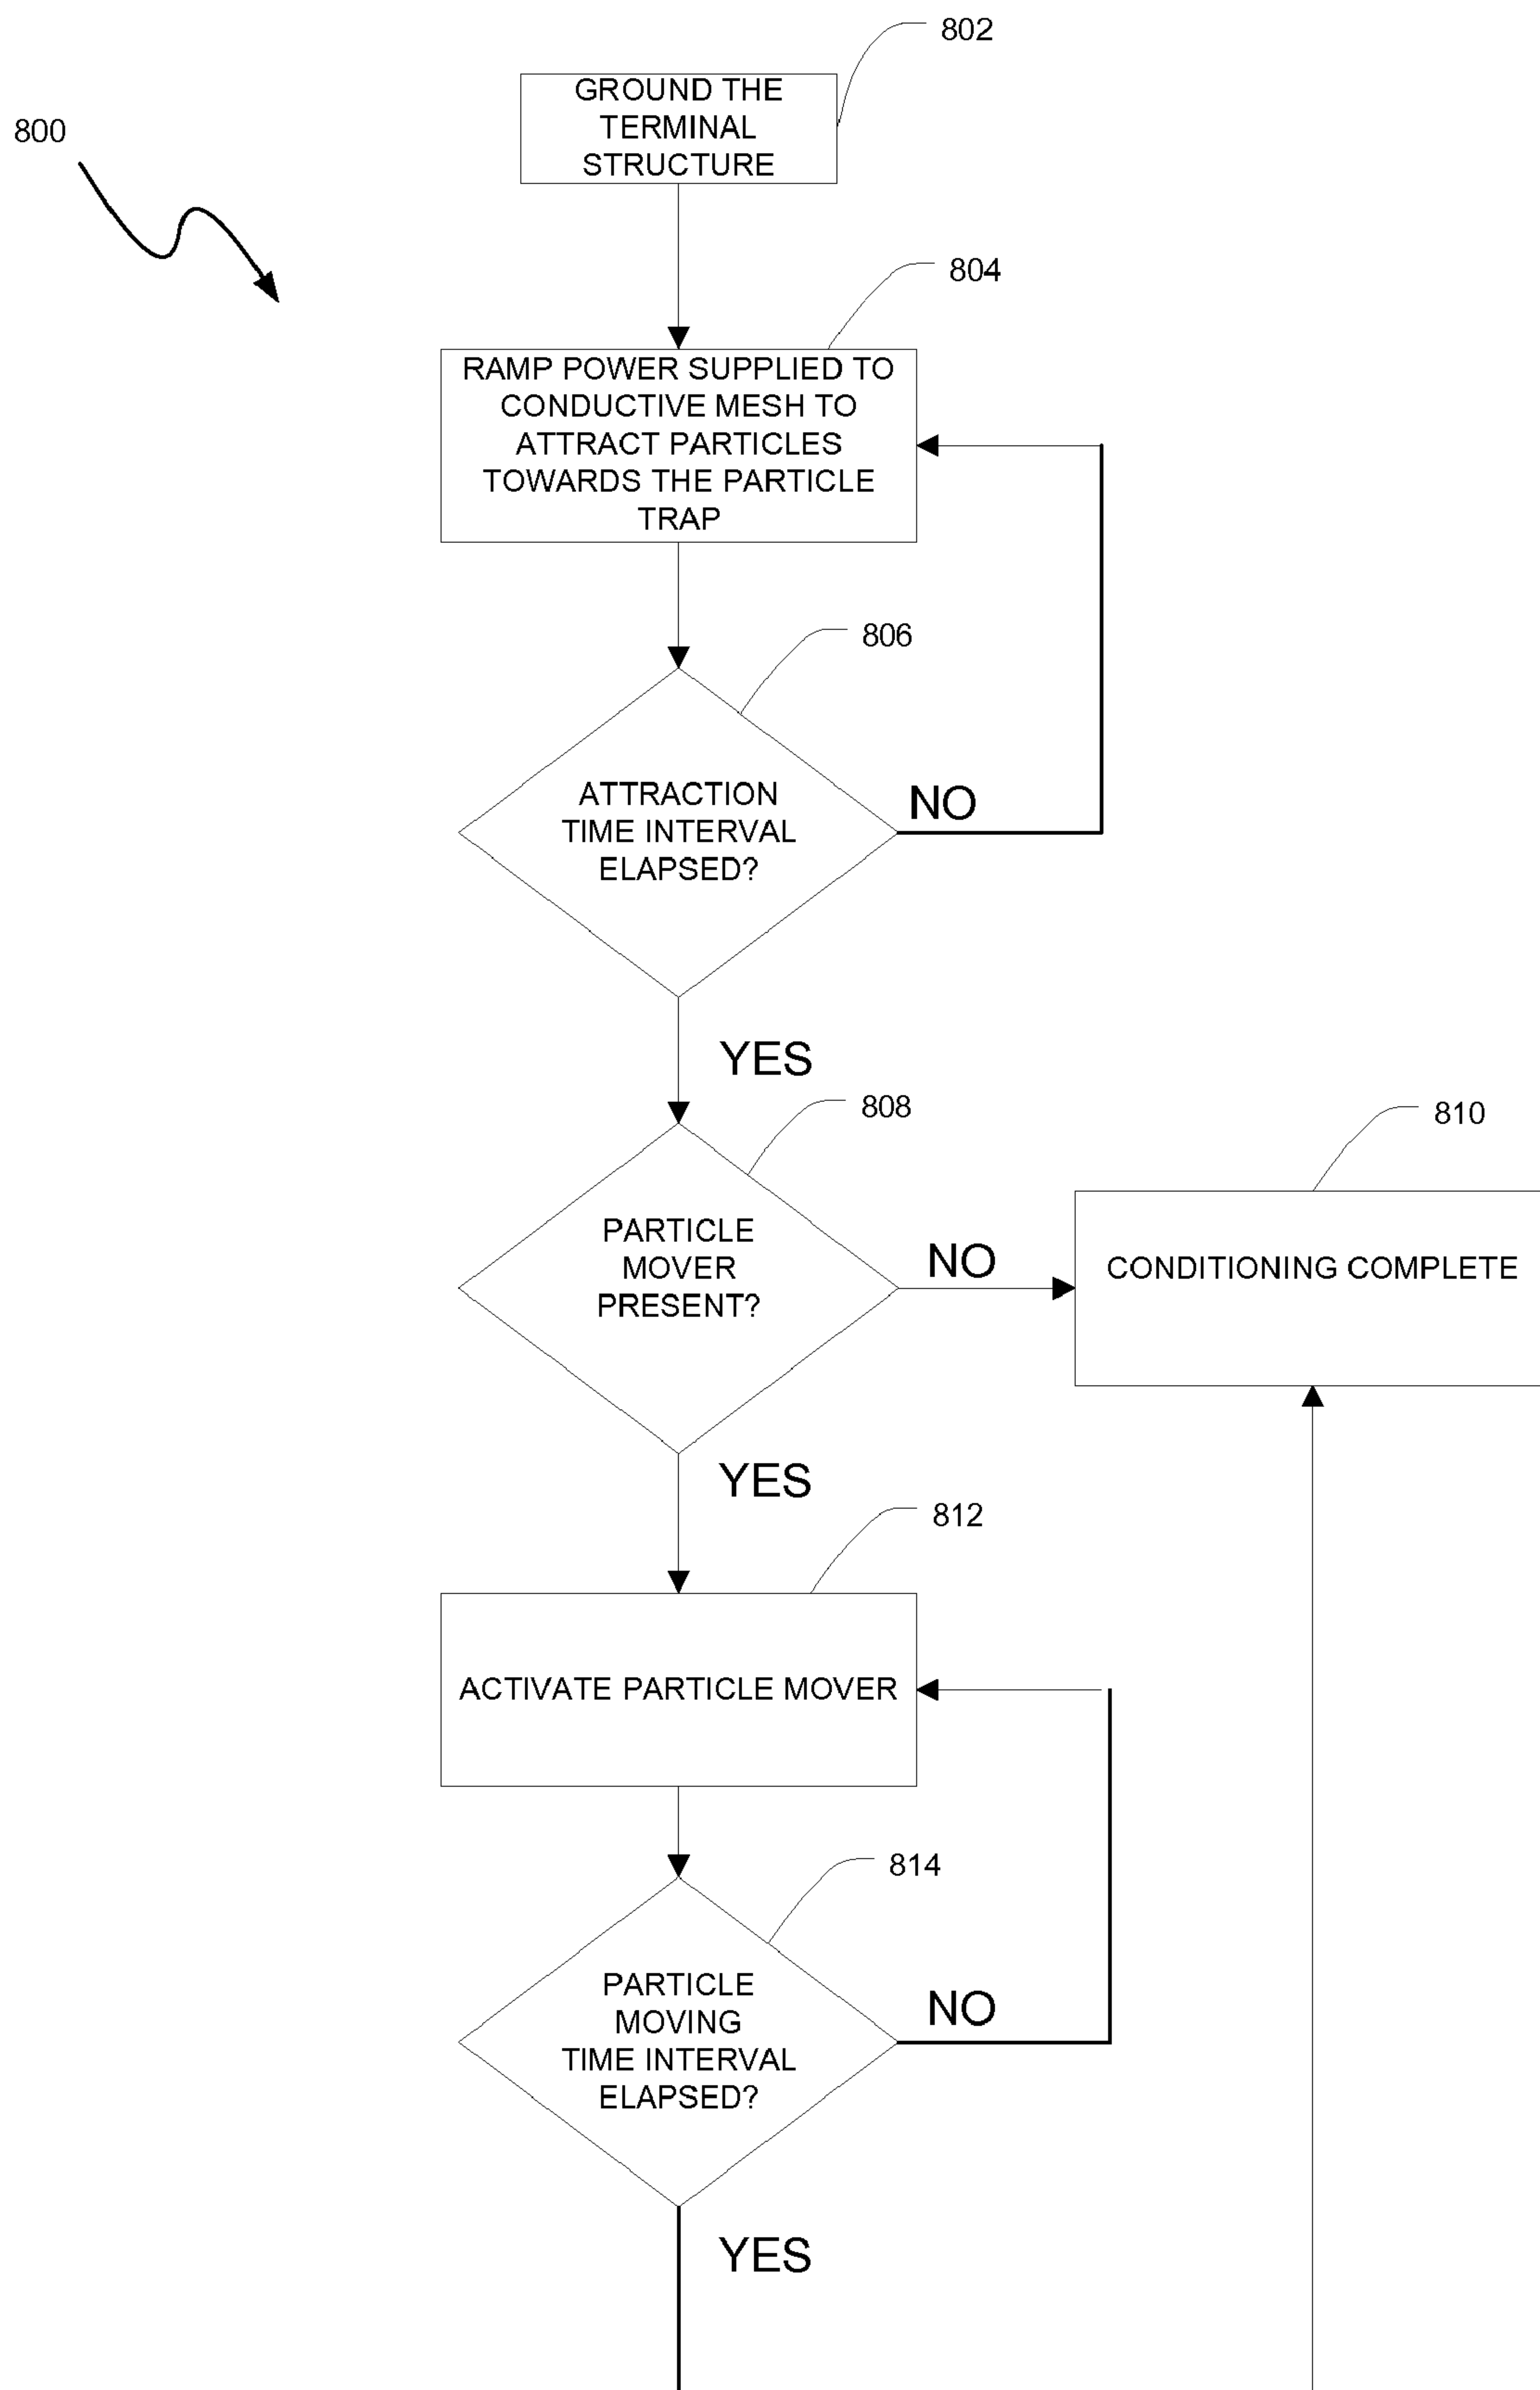 802
800
GROUND THE
TERMINAL
STRUCTURE
804
RAMP POWER SUPPLIED TO
CONDUCTIVE MESH TO
ATTRACT PARTICLES
TOWARDS THE PARTICLE
TRAP
806
ATTRACTION
TIME INTERVAL
ELAPSED?
NO
YES
808
810
PARTICLE
MOVER
PRESENT?
NO
CONDITIONING COMPLETE
YES
812
ACTIVATE PARTICLE MOVER
814
PARTICLE
MOVING
TIME INTERVAL
ELAPSED?
NO
YES